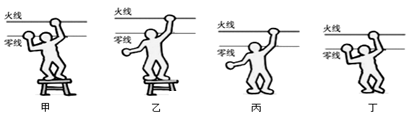 火线 火线 火线 火线
零线 零线 零线 零线
甲 乙 丙 丁